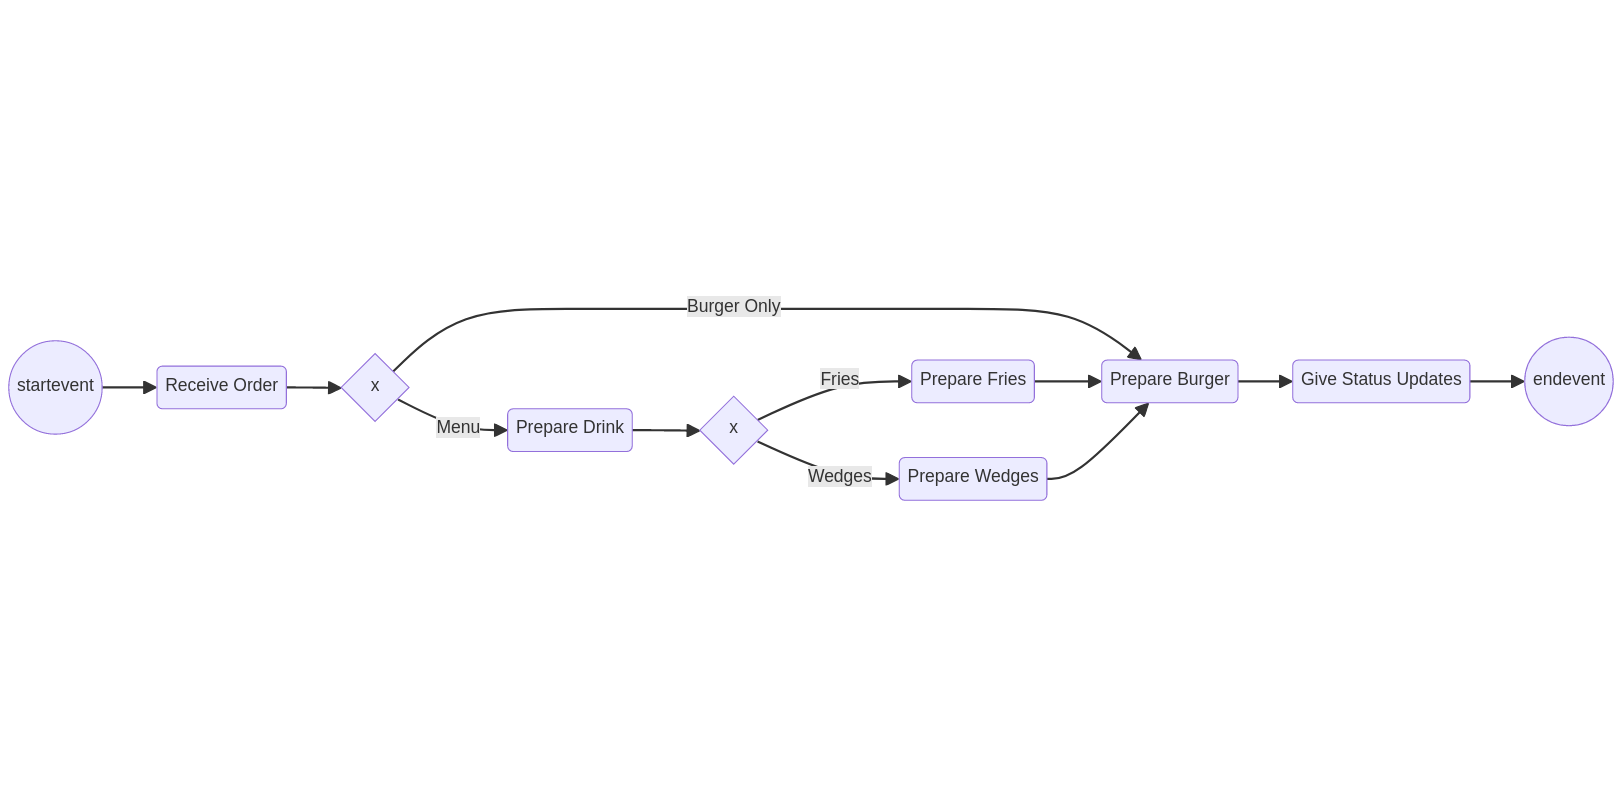 startevent
Receive Order
x
Burger Only
Menu
Prepare Drink
x
Fries
Prepare Fries
Wedges
Prepare Wedges
Prepare Burger
Give Status Updates
endevent